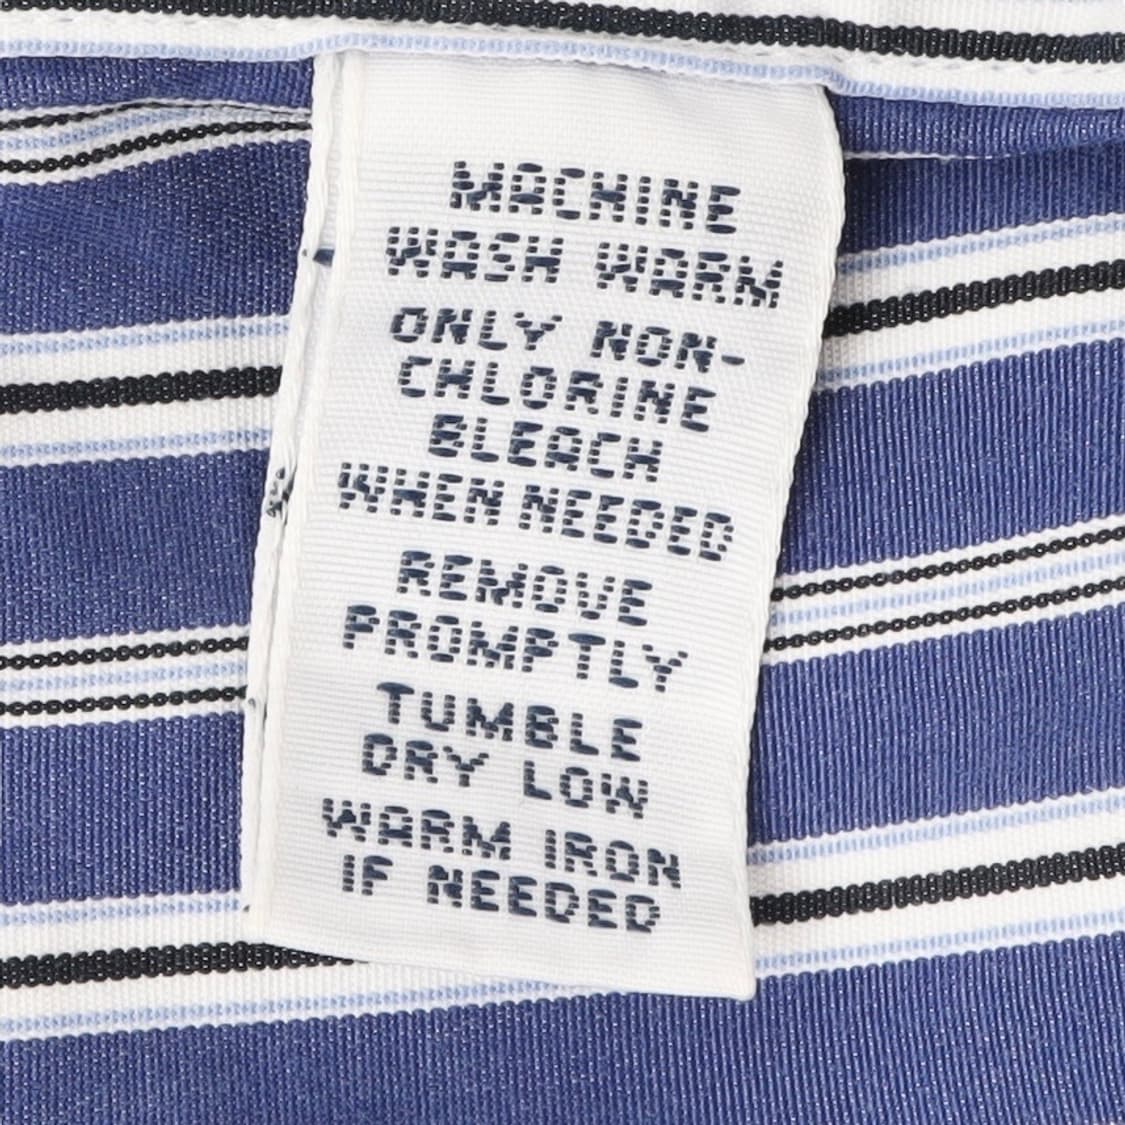 MACHINE
WASH WARM
ONLY NON-
CHLORINE
BLEACH
WHEN NEEDED
REMOVE
PROMPTLY
TUMBLE
DRY LOW
WARM IRON
IF NEEDED